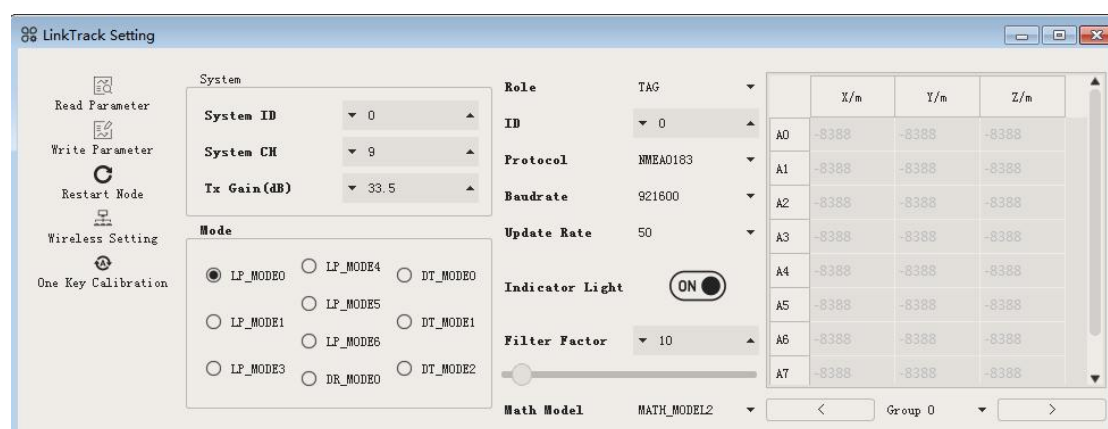 LinkTrack Setting
Read Parameter
Write Parameter
Restart Node
Wireless Setting
One Key Calibration
System
System ID 0
System CH 9
Tx Gain(dB) 33.5
Mode
LP_MODE0 LP_MODE4 DT_MODE0
LP_MODE5
LP_MODE1 DT_MODE1
LP_MODE6
LP_MODE3 DR_MODE0 DT_MODE2
Role TAG
ID 0
Protocol NMEA0183
Baudrate 921600
Update Rate 50
Indicator Light ON
Filter Factor 10
Math Model MATH_MODEL2
X/m Y/m Z/m
A0 -8388 -8388 -8388
A1 -8388 -8388 -8388
A2 -8388 -8388 -8388
A3 -8388 -8388 -8388
A4 -8388 -8388 -8388
A5 -8388 -8388 -8388
A6 -8388 -8388 -8388
A7 -8388 -8388 -8388
< Group 0 >